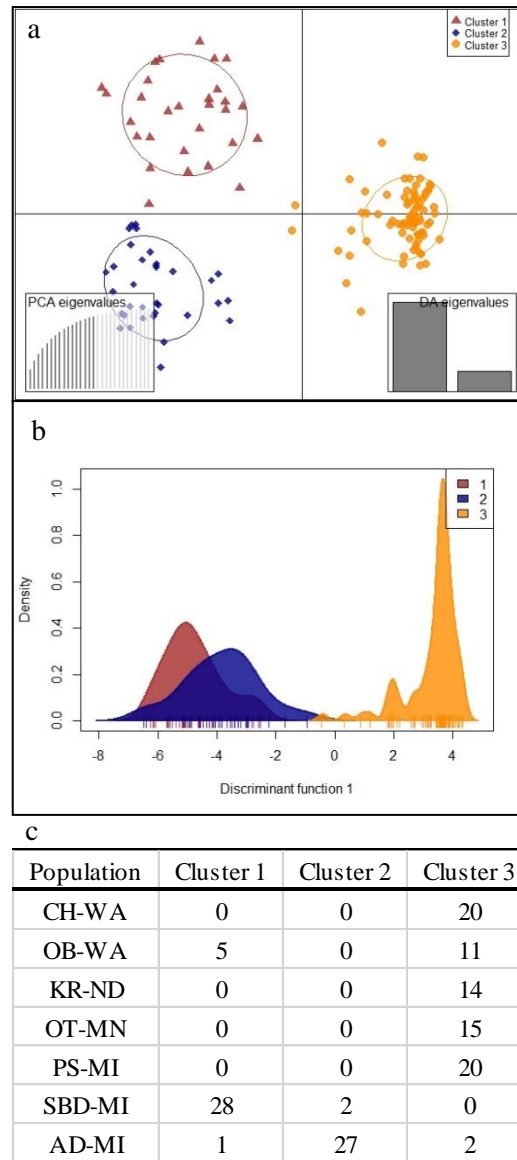 a
Cluster 1
Cluster 2
Cluster 3
PCA eigenvalues
DA eigenvalues
b
1
2
3
Density
0.0 0.2 0.4 0.6 0.8 1.0
-8 -6 -4 -2 0 2 4
Discriminant function 1
c
Population Cluster 1 Cluster 2 Cluster 3
CH-WA 0 0 20
OB-WA 5 0 11
KR-ND 0 0 14
OT-MN 0 0 15
PS-MI 0 0 20
SBD-MI 28 2 0
AD-MI 1 27 2